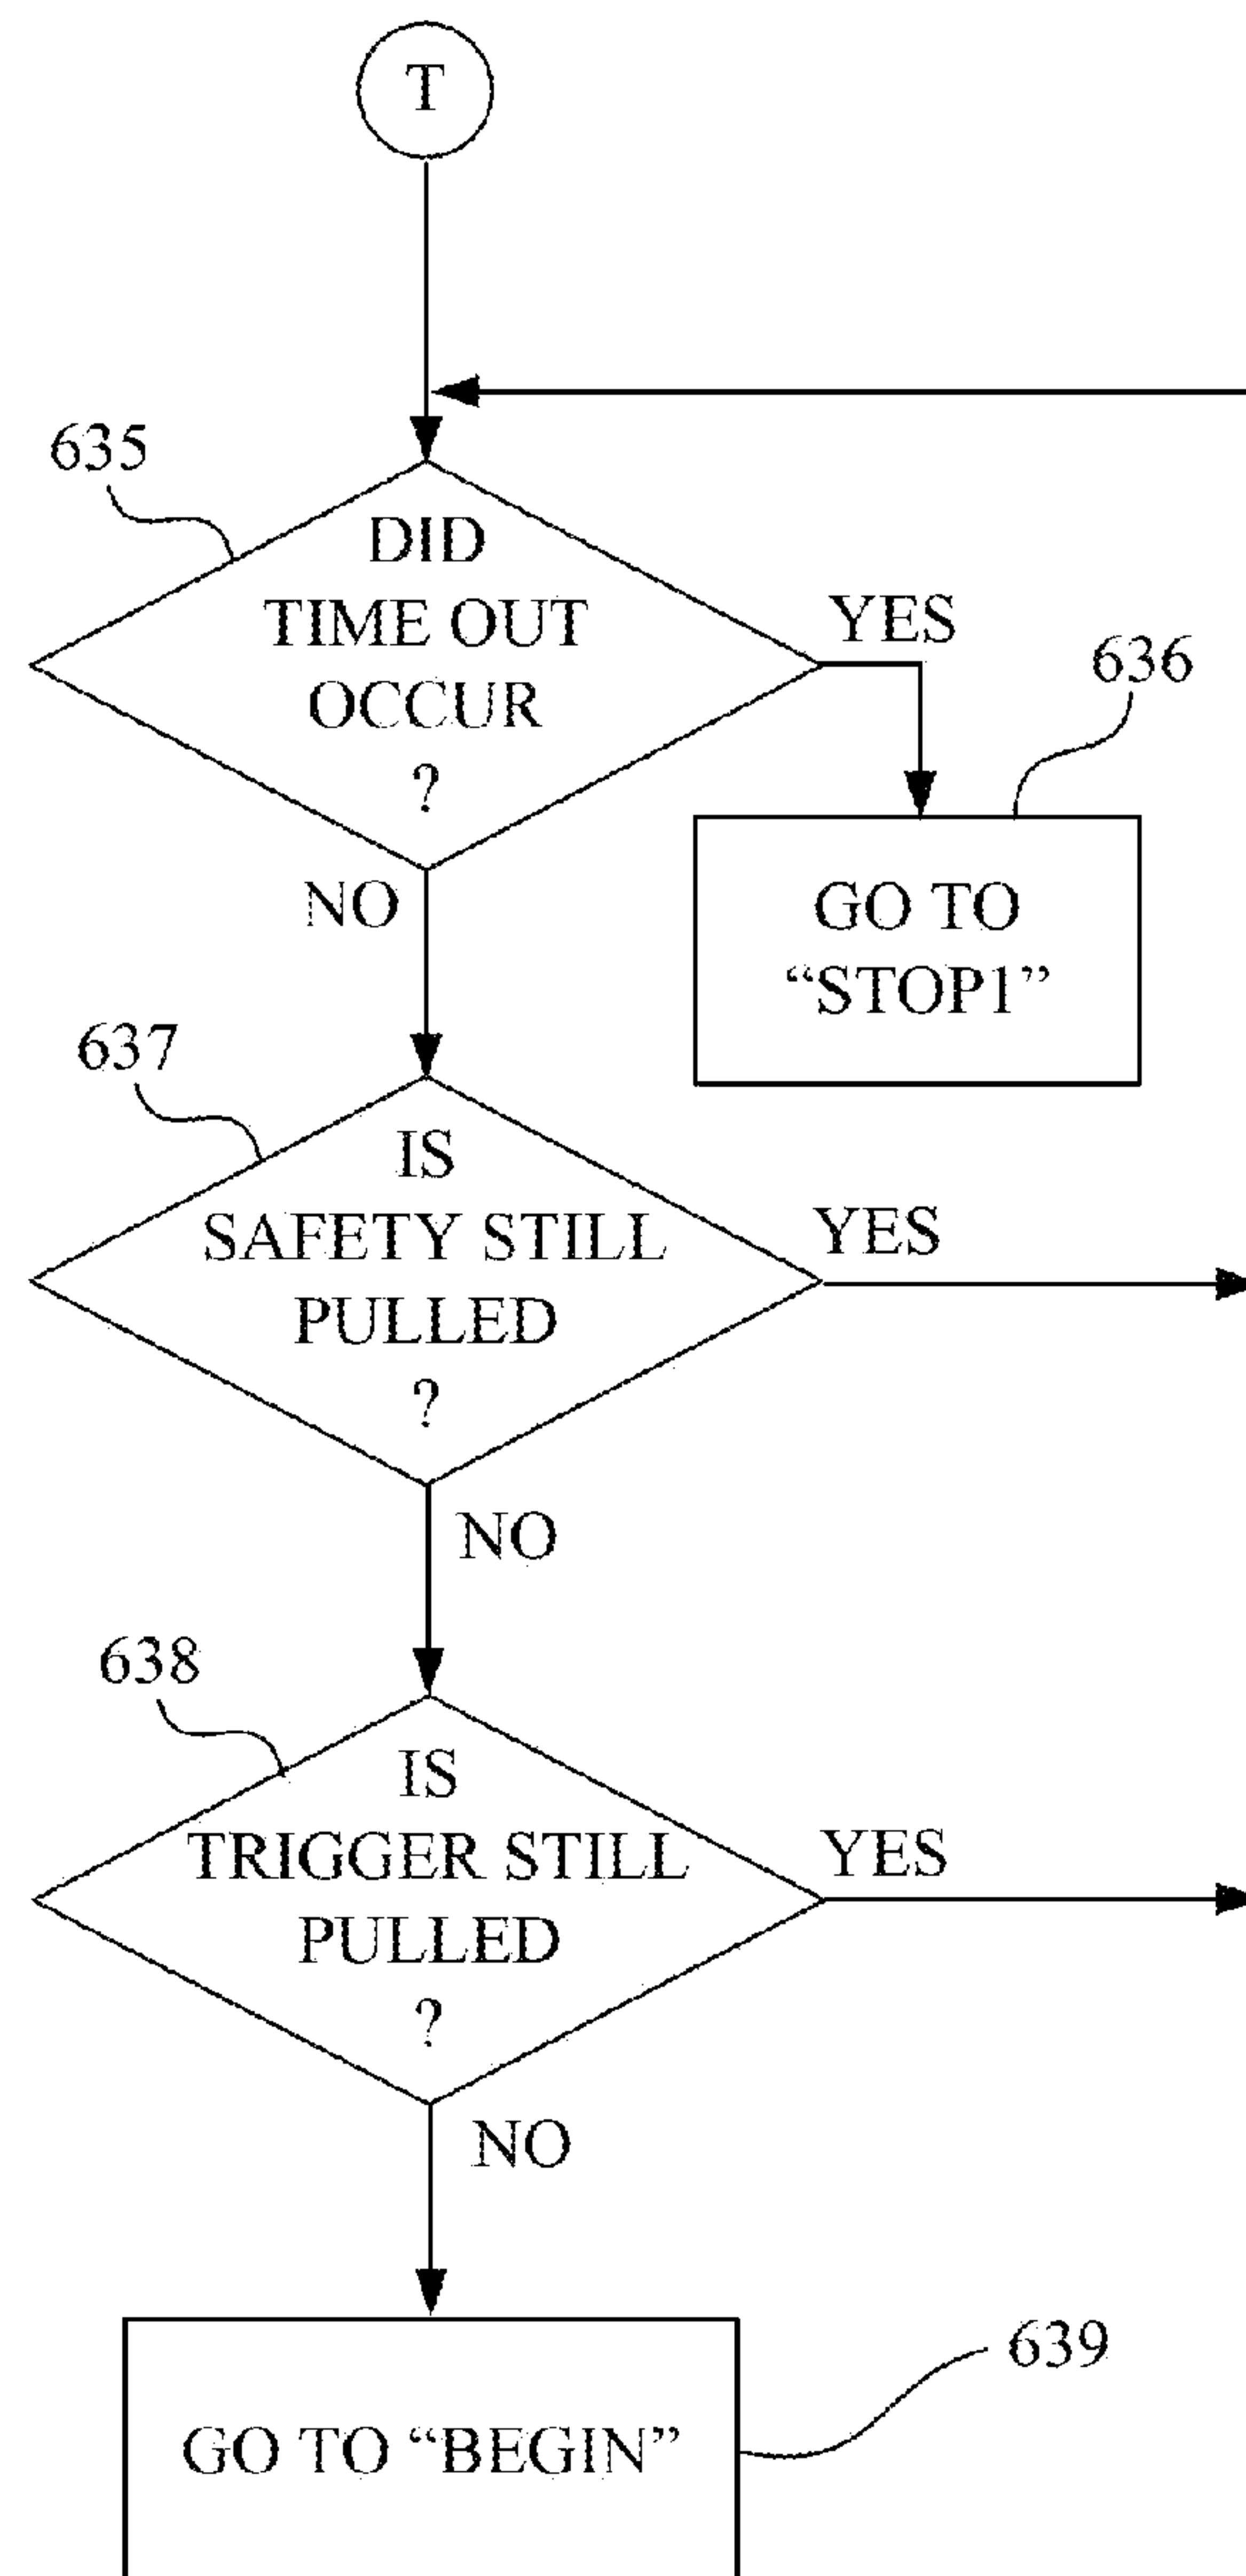 T
635
DID
TIME OUT
OCCUR
?
YES
636
NO
GO TO
“STOP1”
637
IS
SAFETY STILL
PULLED
?
YES
NO
638
IS
TRIGGER STILL
PULLED
?
YES
NO
639
GO TO “BEGIN”